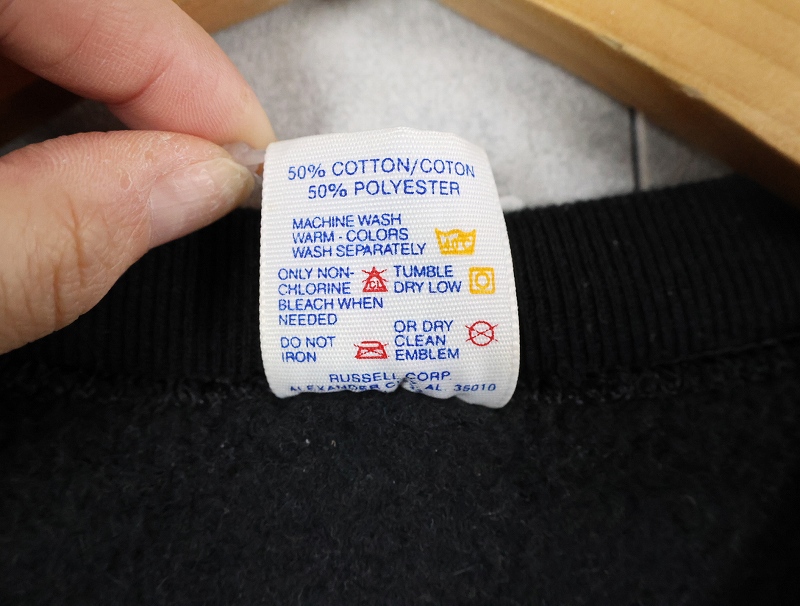 50% COTTON/COTON
50% POLYESTER
MACHINE WASH
WARM - COLORS
WASH SEPARATELY
ONLY NON-
CHLORINE
BLEACH WHEN
NEEDED
CL
TUMBLE
DRY LOW
DO NOT
IRON
OR DRY
CLEAN
EMBLEM
RUSSELL CORP
ALEXANDER AL. 35010